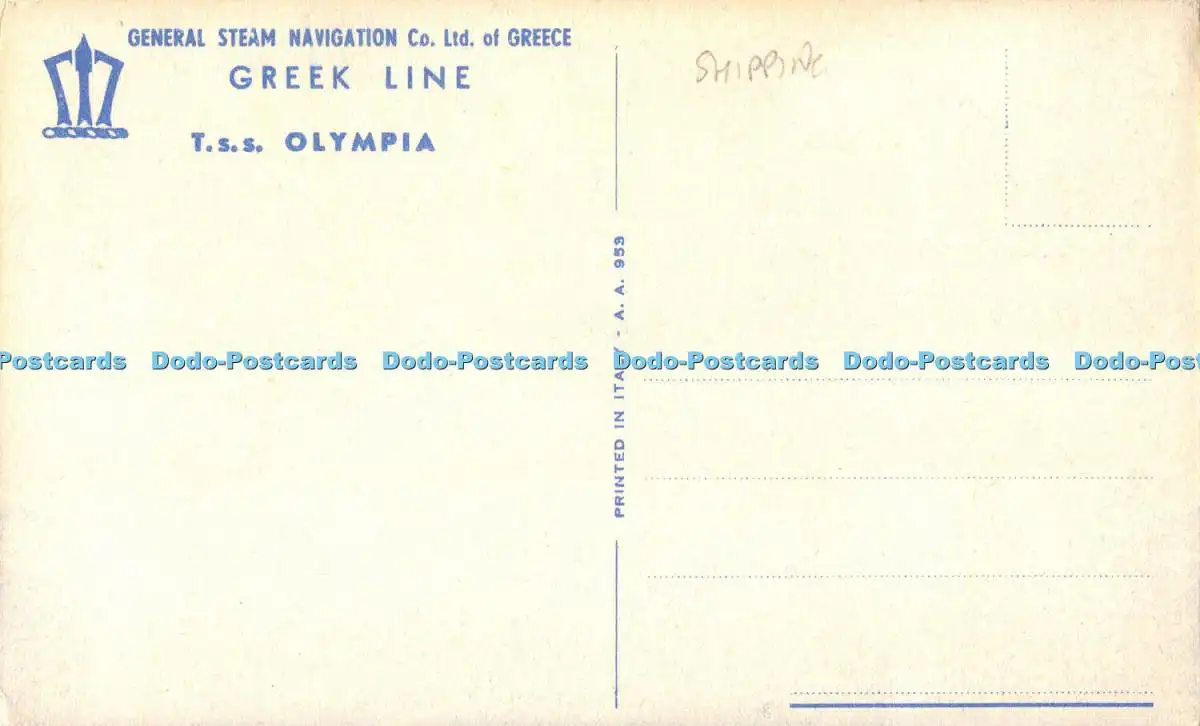 GENERAL STEAM NAVIGATION Co. Ltd. of GREECE
GREEK LINE
T.s.s. OLYMPIA
SHIPPING
PRINTED IN ITALY - A. A. 953
Postcards Dodo-Postcards Dodo-Postcards Dodo-Postcards Dodo-Postcards Dodo-Post